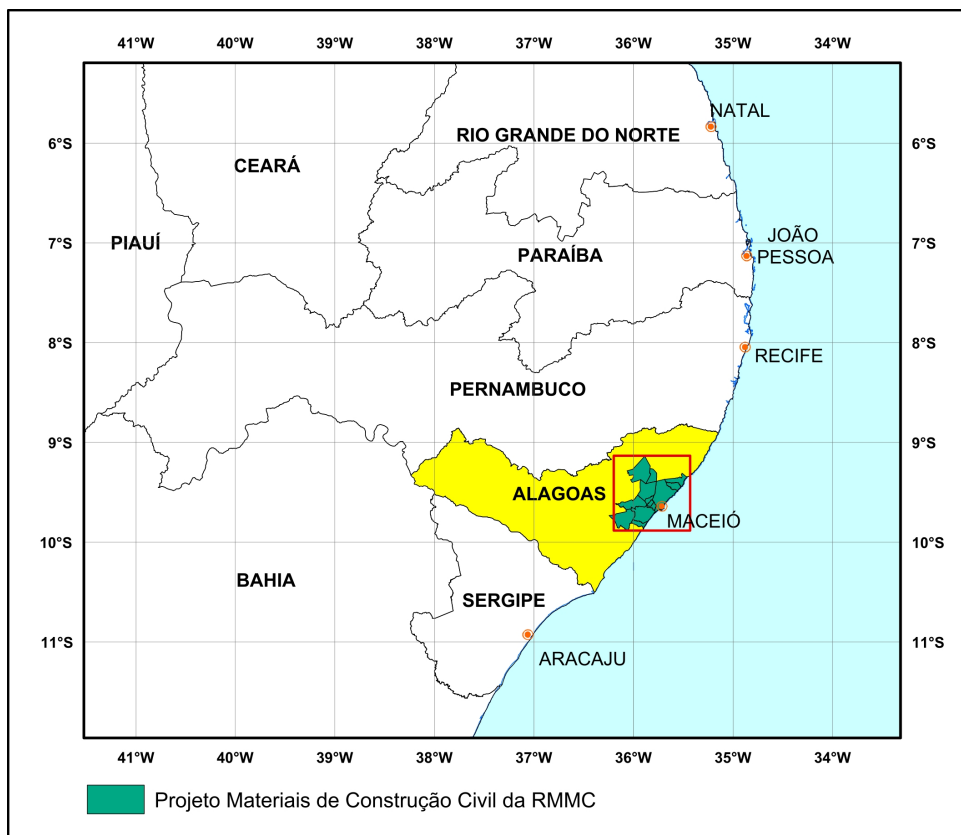 41°W 40°W 39°W 38°W 37°W 36°W 35°W 34°W
NATAL
RIO GRANDE DO NORTE
6°S 6°S
CEARÁ
JOÃO
PESSOA
7°S 7°S
PIAUÍ
PARAÍBA
8°S 8°S
RECIFE
PERNAMBUCO
9°S 9°S
ALAGOAS
MACEIÓ
10°S 10°S
BAHIA
SERGIPE
11°S 11°S
ARACAJU
41°W 40°W 39°W 38°W 37°W 36°W 35°W 34°W
Projeto Materiais de Construção Civil da RMMC